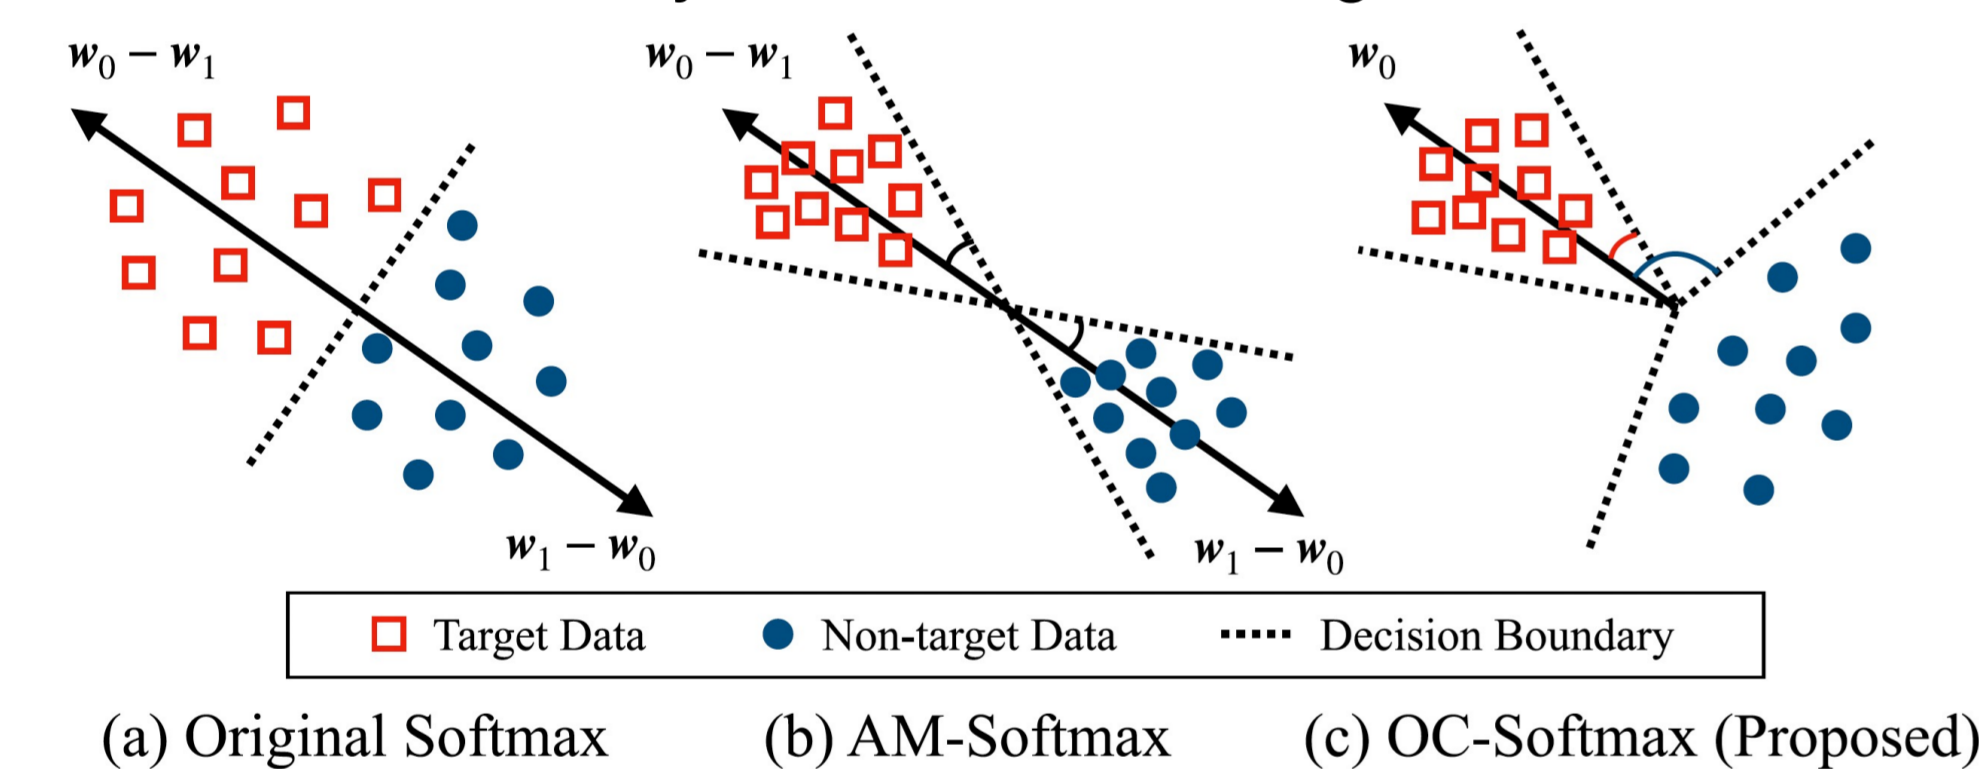 w₀ − w₁
w₀ − w₁
w₀
w₁ − w₀
w₁ − w₀
Target Data
Non-target Data
Decision Boundary
(a) Original Softmax
(b) AM-Softmax
(c) OC-Softmax (Proposed)